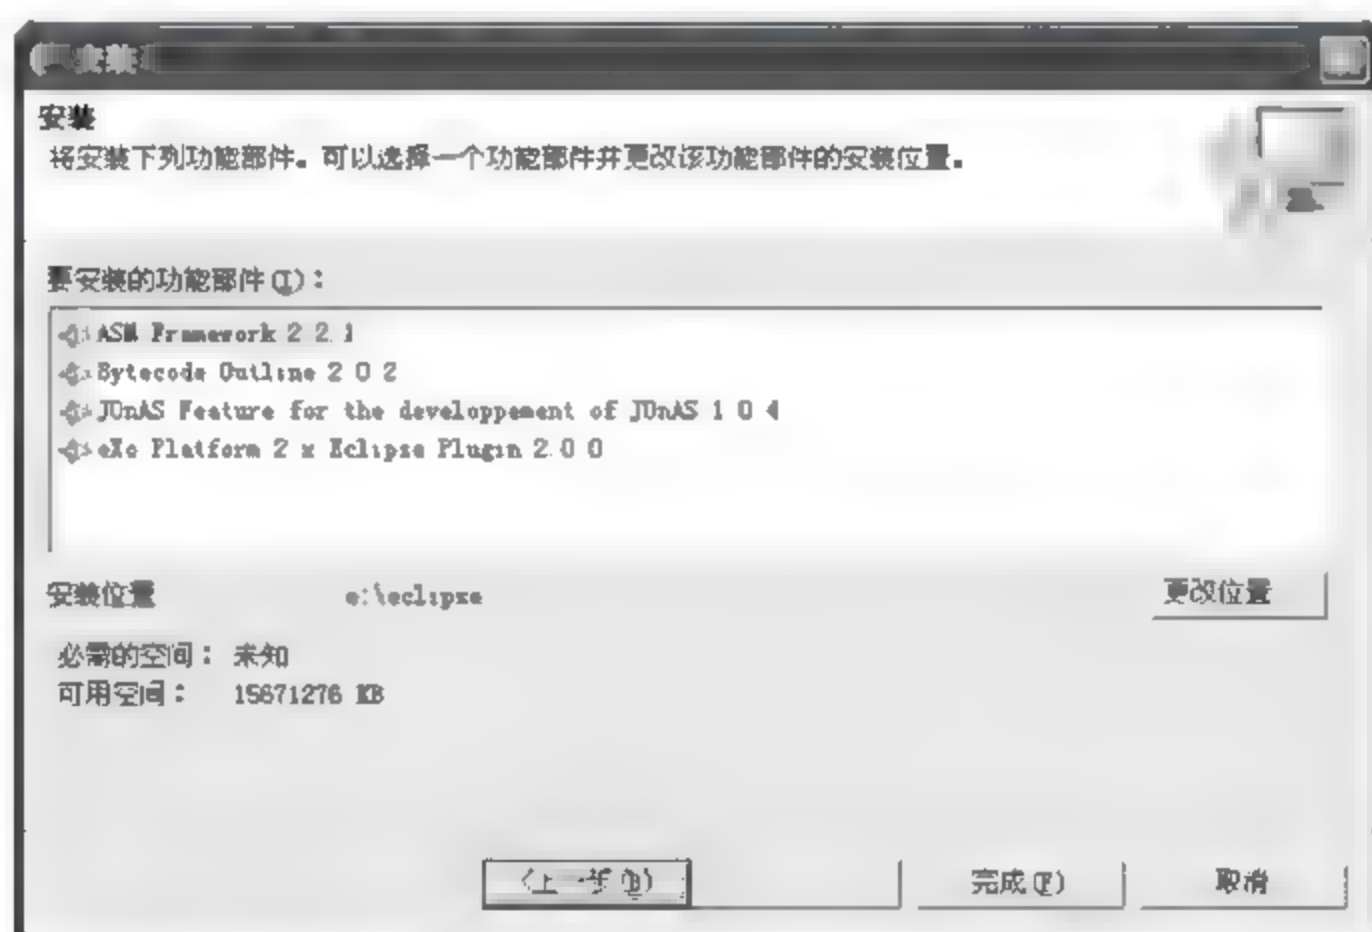 安装
安装
将安装下列功能部件。可以选择一个功能部件并更改该功能部件的安装位置。
要安装的功能部件(I)：
ASM Framework 2 2.1
Bytecode Outline 2 0 2
JOnAS Feature for the developpement of JOnAS 1 0 4
eXo Platform 2 x Eclipse Plugin 2.0 0
安装位置 e:\eclipse 更改位置
必需的空间： 未知
可用空间： 15671276 KB
<上一步(B) 完成(F) 取消